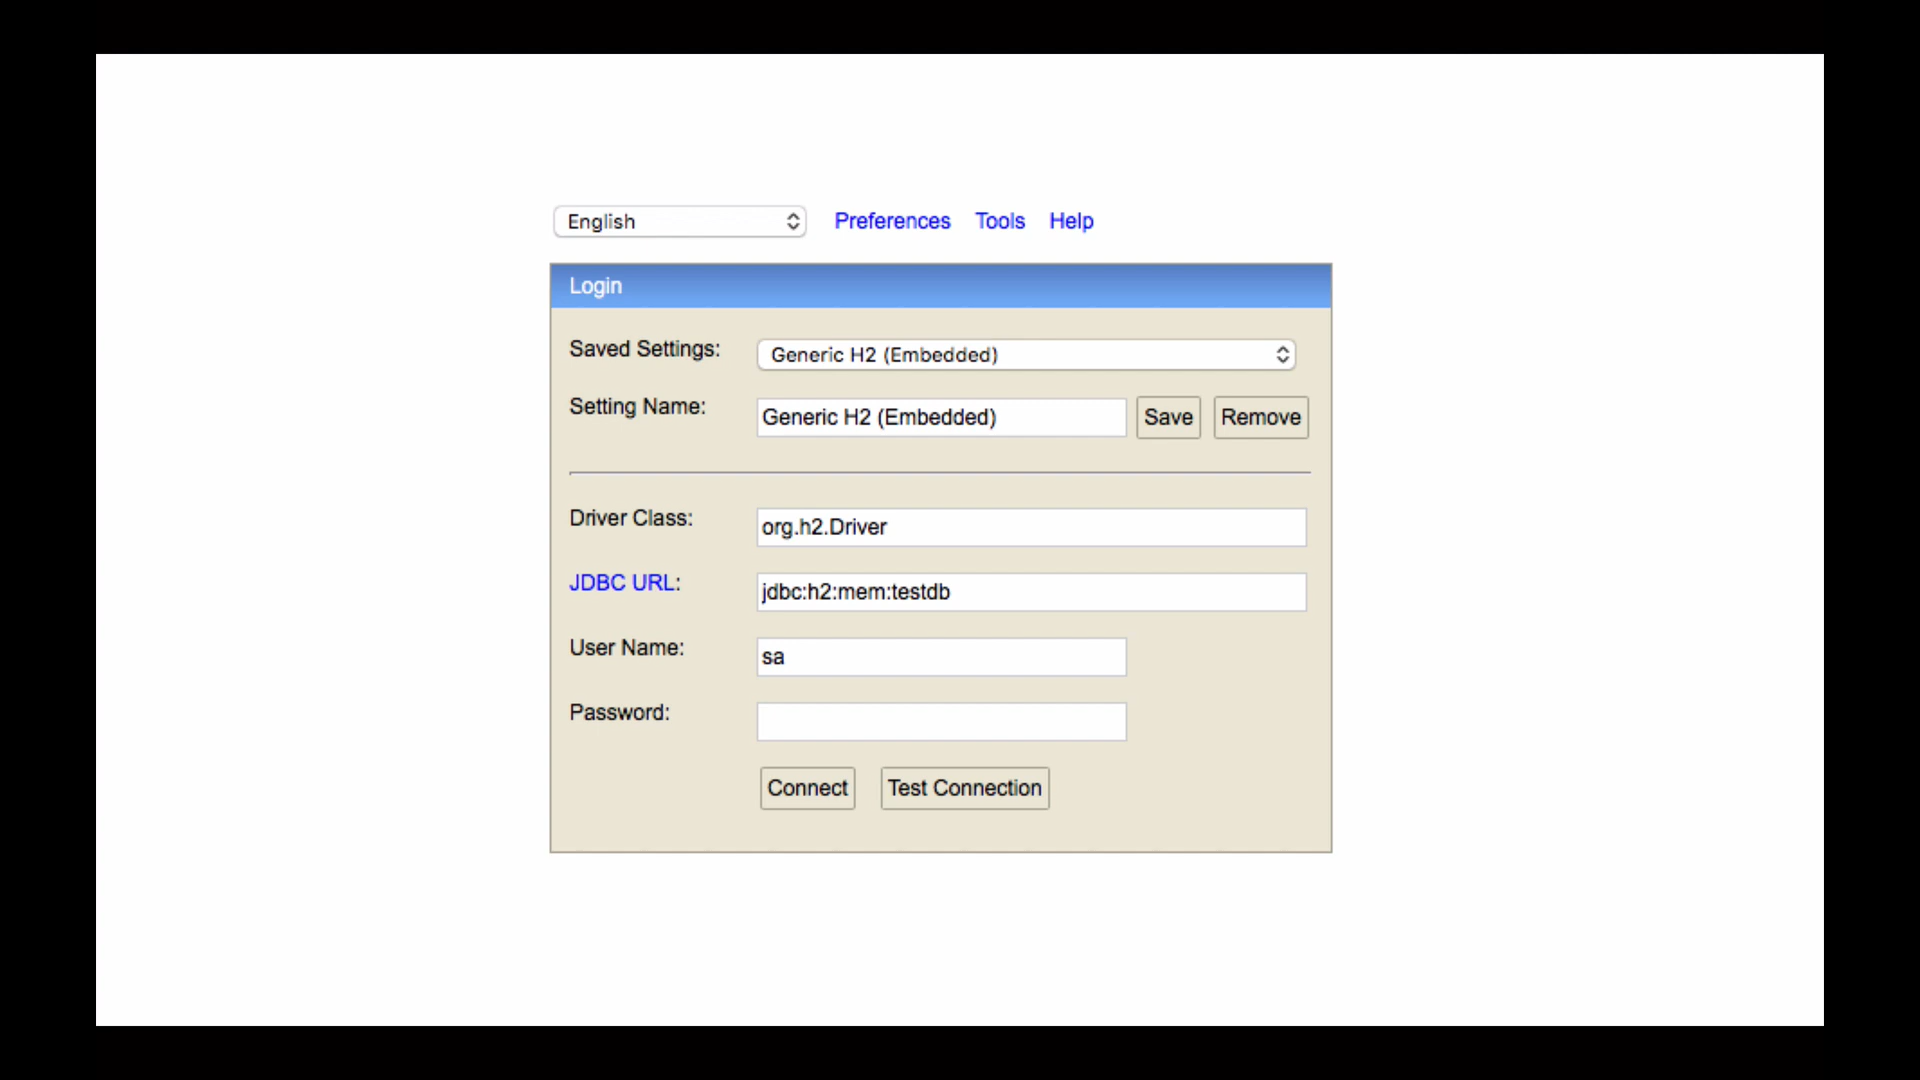 English Preferences Tools Help
Login
Saved Settings: Generic H2 (Embedded)
Setting Name: Generic H2 (Embedded) Save Remove
Driver Class: org.h2.Driver
JDBC URL: jdbc:h2:mem:testdb
User Name: sa
Password:
Connect Test Connection